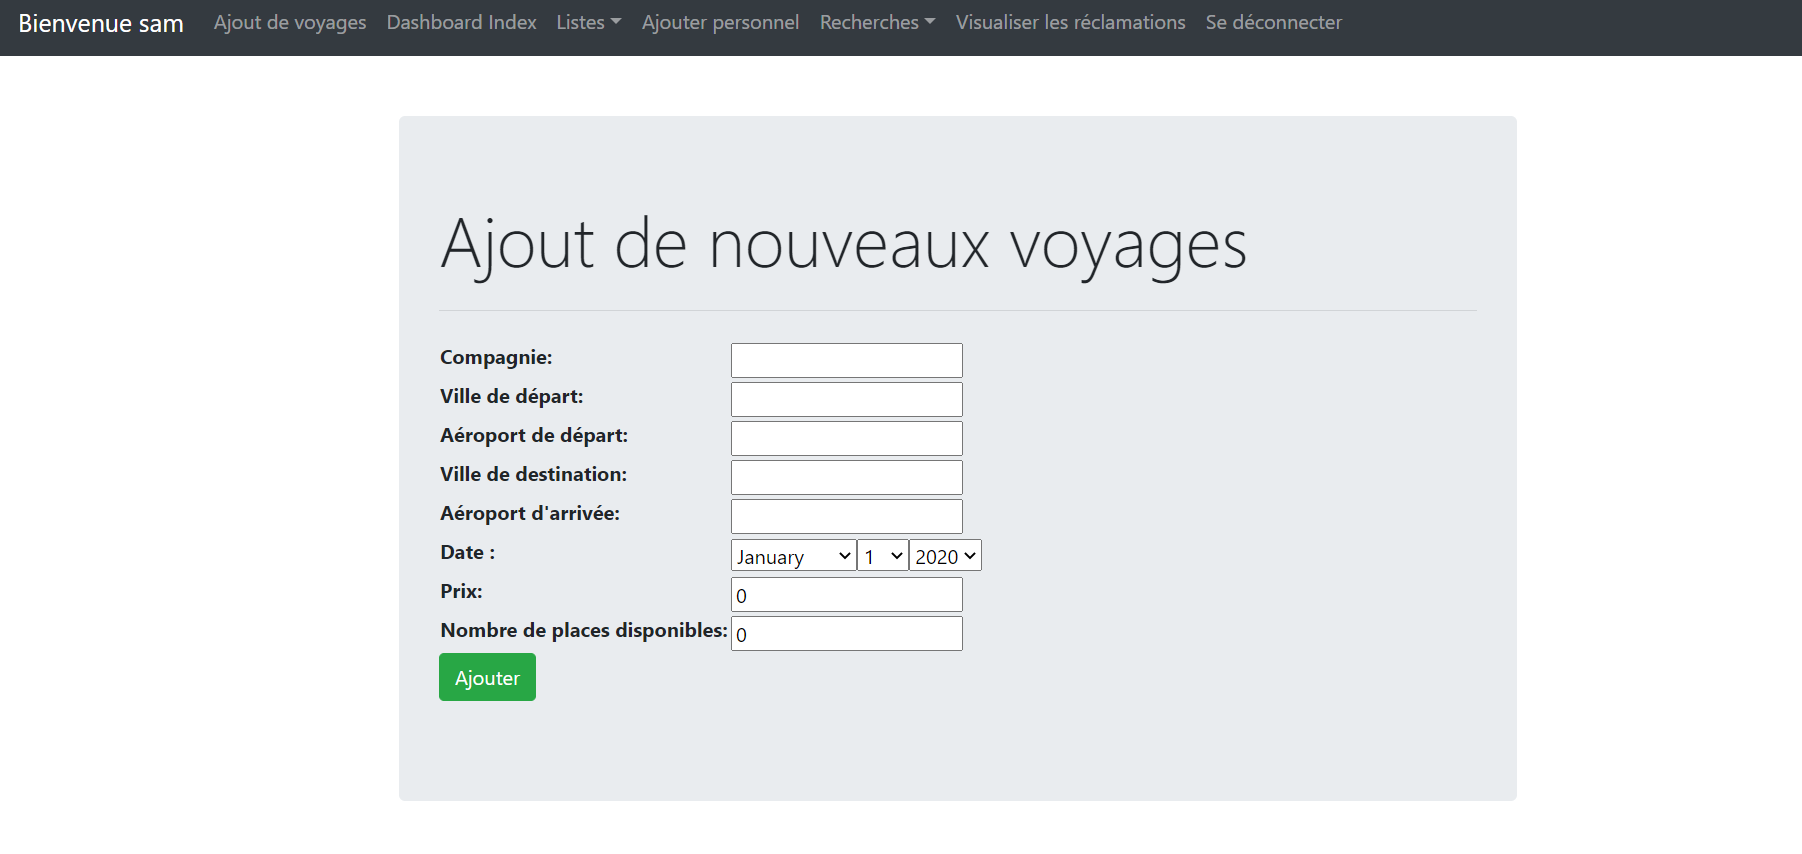 Bienvenue sam Ajout de voyages Dashboard Index Listes Ajouter personnel Recherches Visualiser les réclamations Se déconnecter
Ajout de nouveaux voyages
Compagnie:
Ville de départ:
Aéroport de départ:
Ville de destination:
Aéroport d'arrivée:
Date : January 1 2020
Prix: 0
Nombre de places disponibles: 0
Ajouter